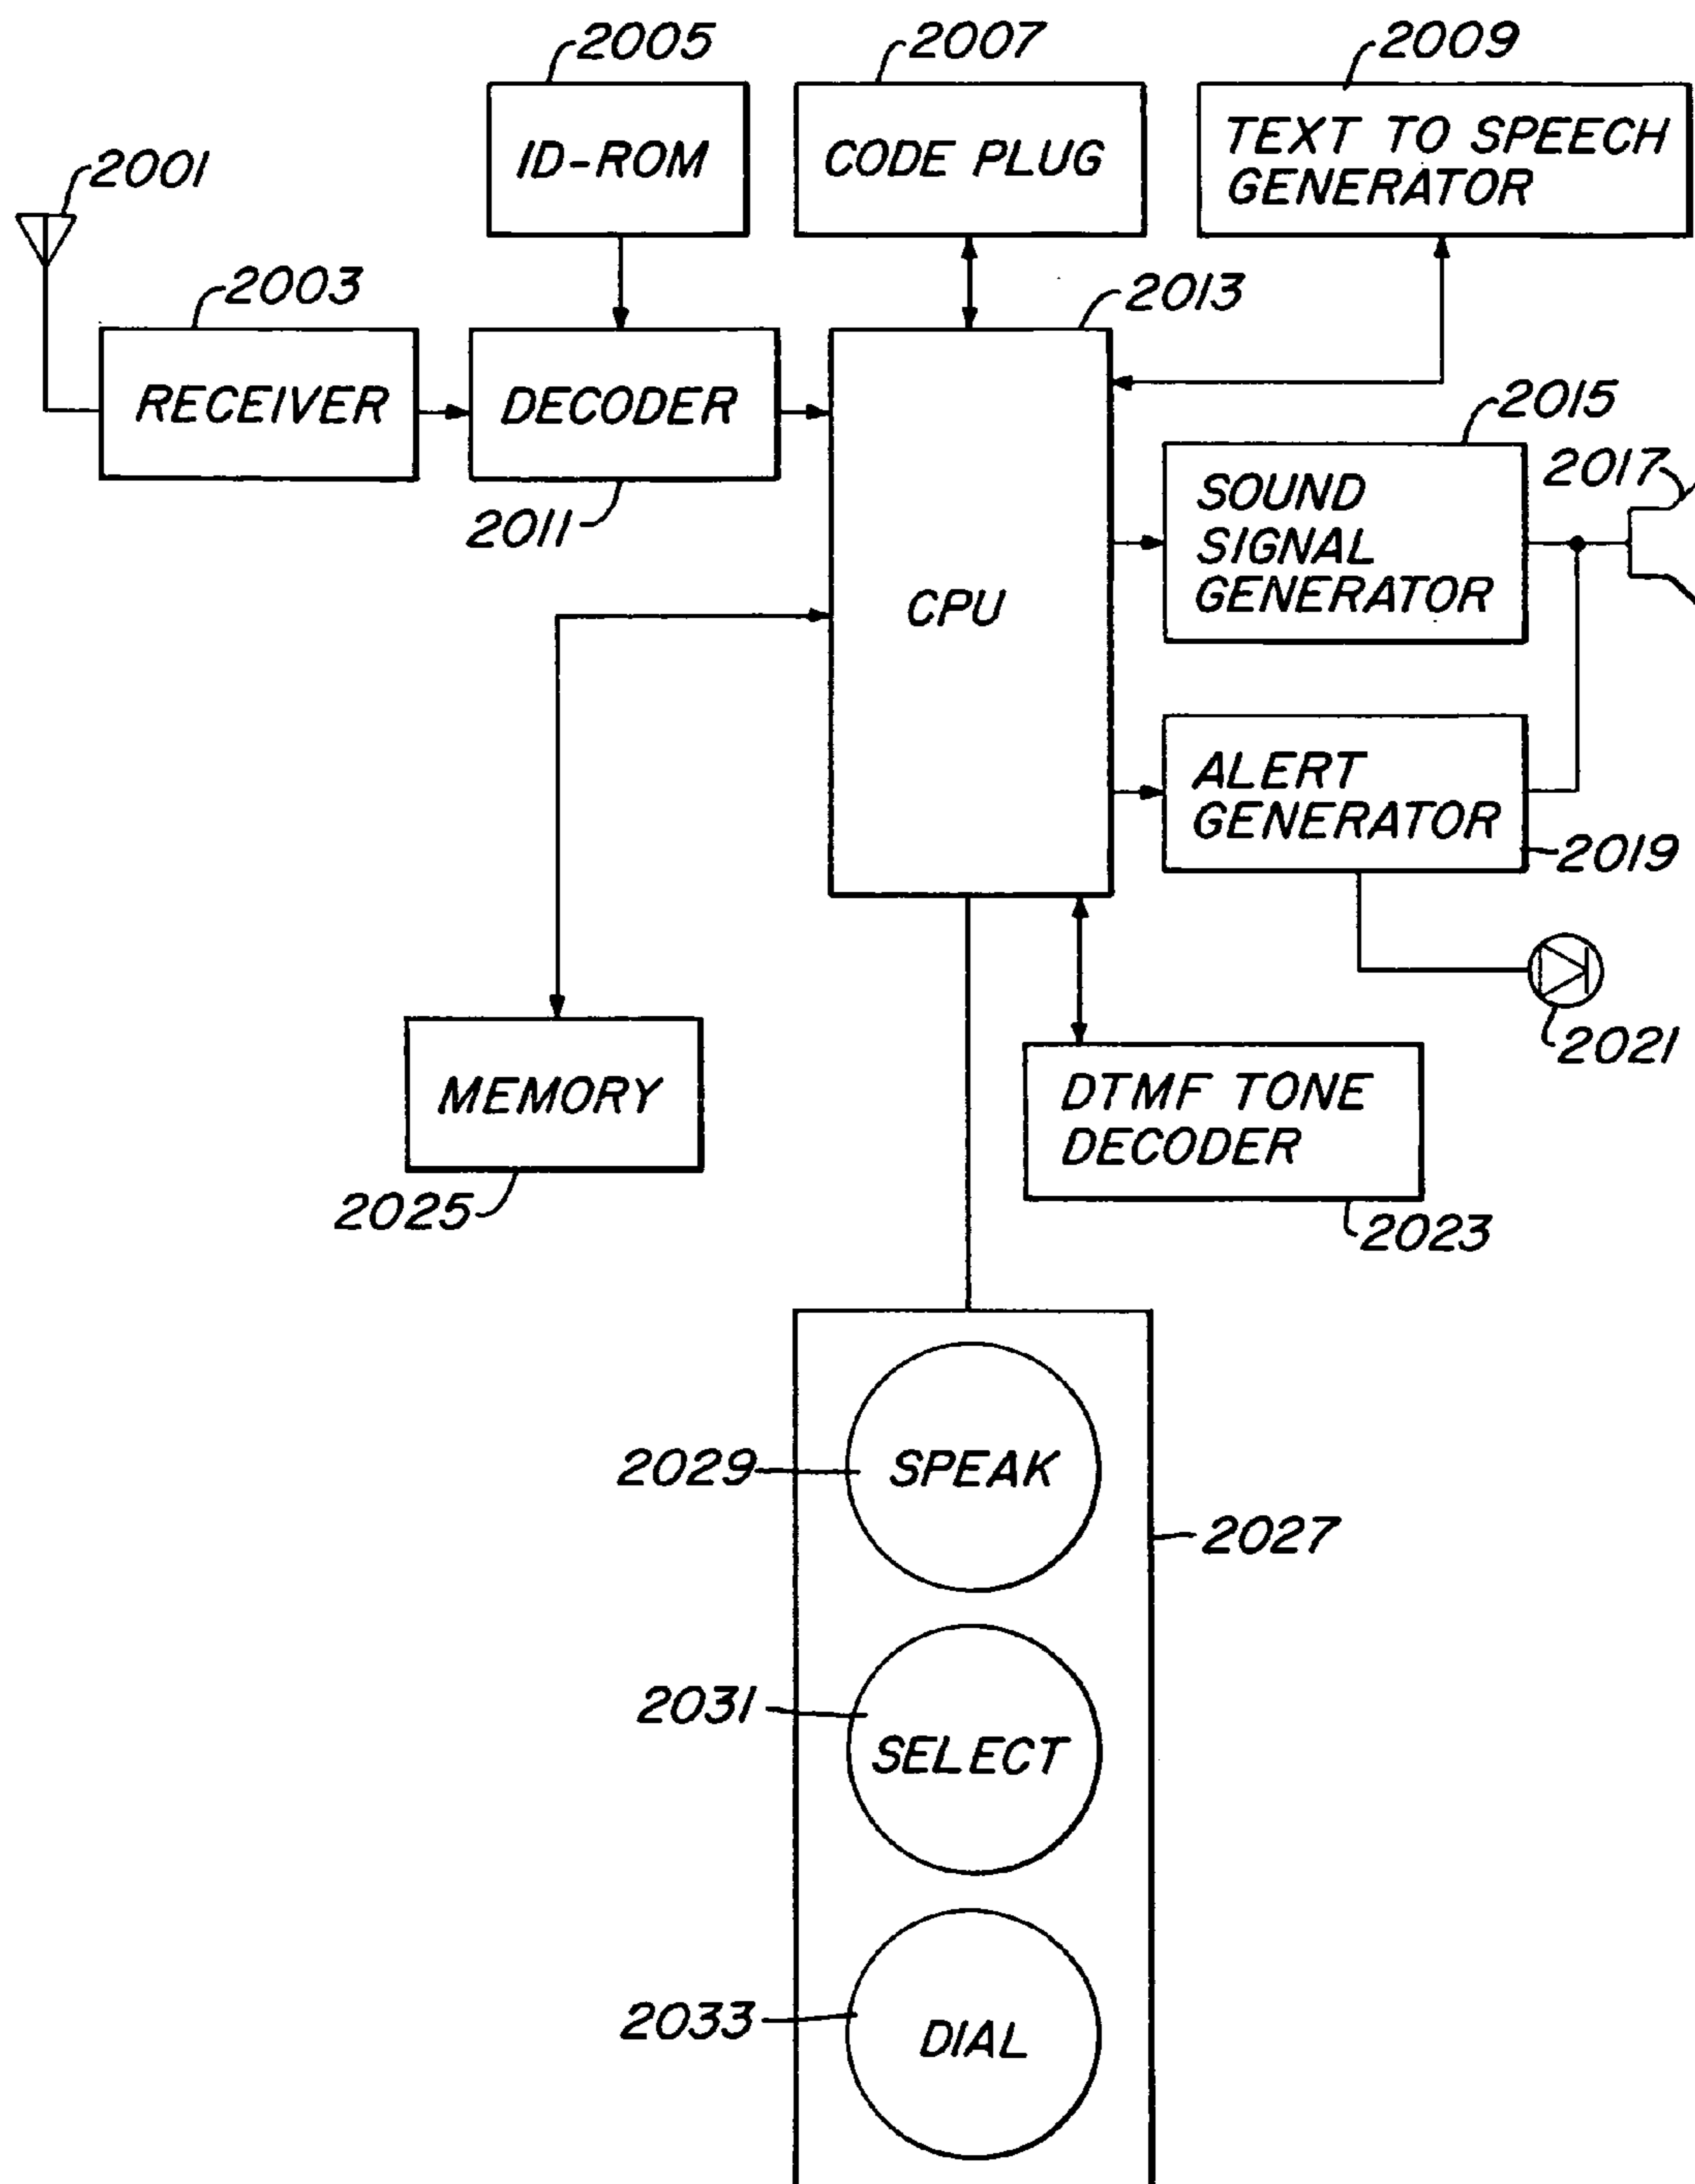 2005
2007
2009
2001
ID-ROM
CODE PLUG
TEXT TO SPEECH
GENERATOR
2003
2013
RECEIVER
DECODER
2011
CPU
2015
2017
SOUND
SIGNAL
GENERATOR
ALERT
GENERATOR
2019
2021
MEMORY
2025
DTMF TONE
DECODER
2023
2029
SPEAK
2027
2031
SELECT
2033
DIAL